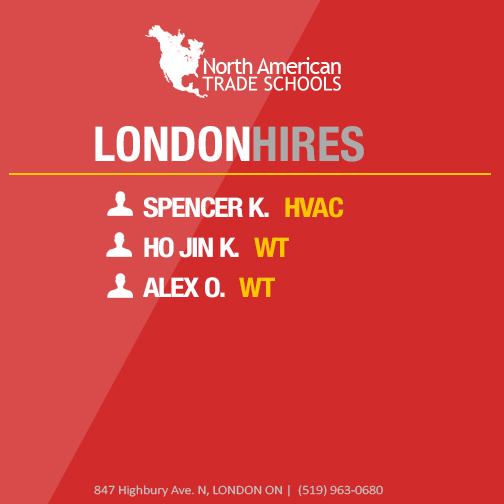 North American
TRADE SCHOOLS
LONDONHIRES
SPENCER K. HVAC
HO JIN K. WT
ALEX O. WT
847 Highbury Ave. N, LONDON ON | (519) 963-0680